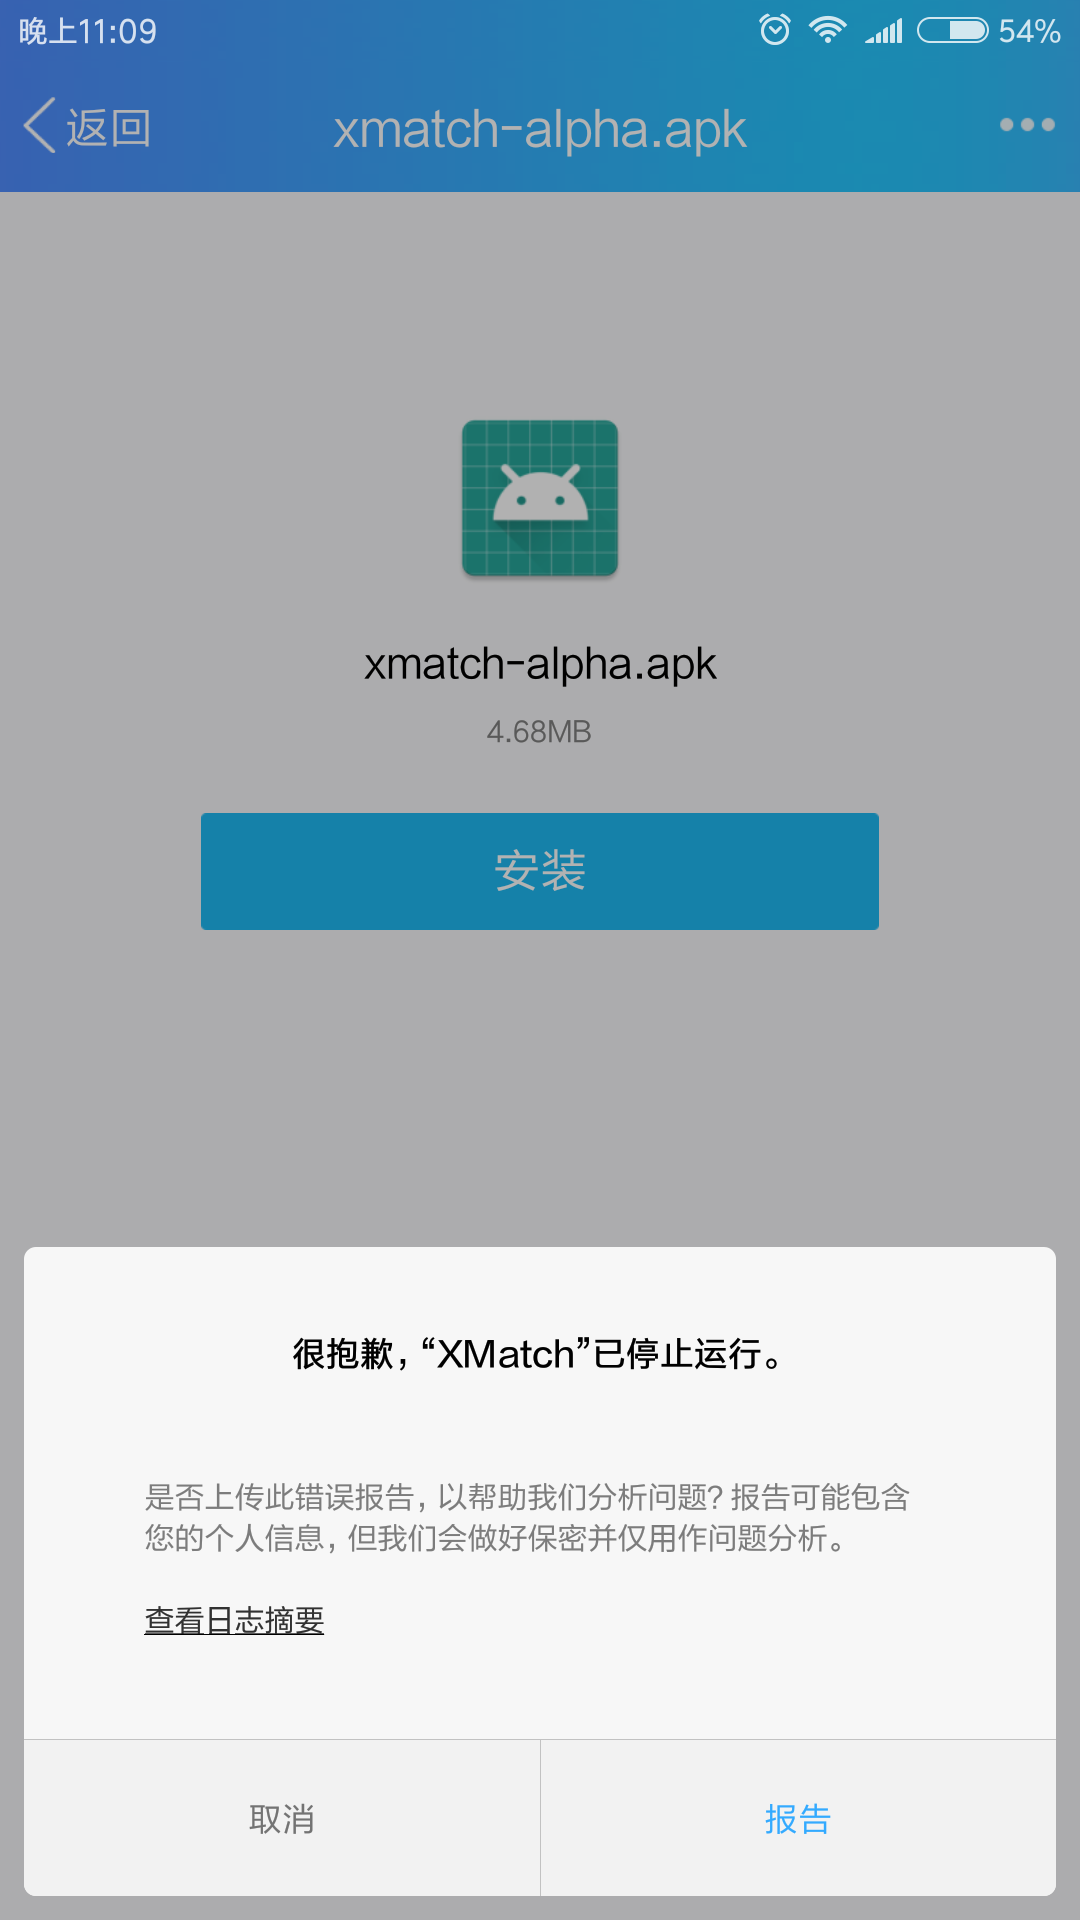 晚上11:09
54%
返回
xmatch-alpha.apk
xmatch-alpha.apk
4.68MB
安装
很抱歉，“XMatch”已停止运行。
是否上传此错误报告，以帮助我们分析问题？报告可能包含
您的个人信息，但我们会做好保密并仅用作问题分析。
查看日志摘要
取消
报告